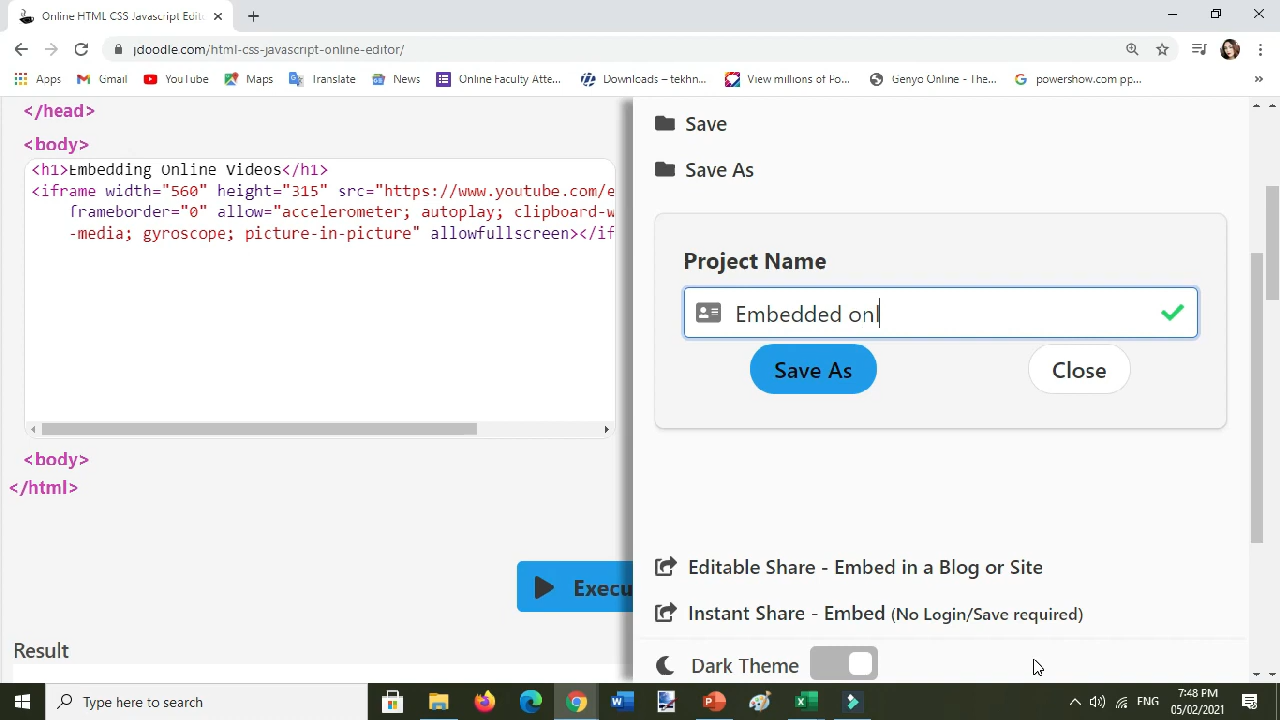 Online HTML CSS Javascript Edit
jdoodle.com/html-css-javascript-online-editor/
Apps Gmail YouTube Maps Translate News Online Faculty Atte... Downloads – tekhn... View millions of Fo... Genyo Online - The... powershow.com pp... »
</head>
<body>
<h1>Embedding Online Videos</h1>
<iframe width="560" height="315" src="https://www.youtube.com/e
frameborder="0" allow="accelerometer; autoplay; clipboard-w
-media; gyroscope; picture-in-picture" allowfullscreen></if
<body>
</html>
Execu
Result
Save
Save As
Project Name
Embedded onl
Save As Close
Editable Share - Embed in a Blog or Site
Instant Share - Embed (No Login/Save required)
Dark Theme
Type here to search
ENG
7:48 PM
05/02/2021